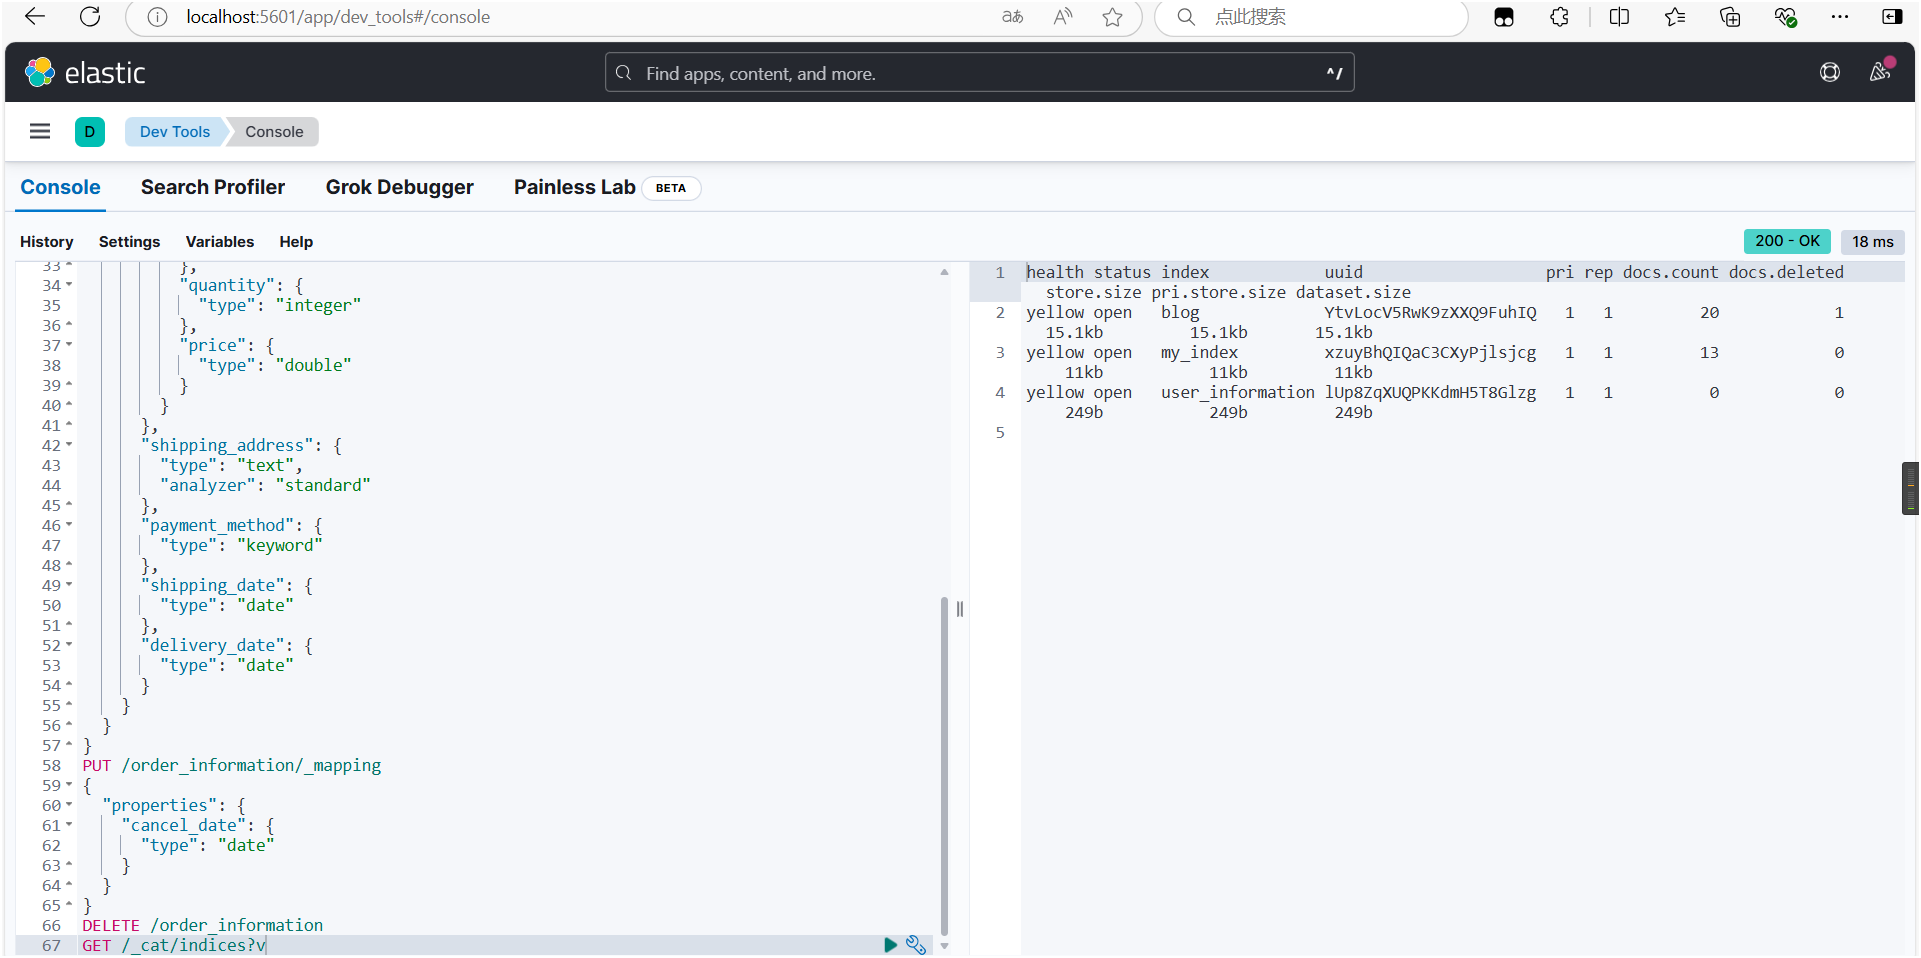 localhost:5601/app/dev_tools#/console
aあ
A
点此搜索
elastic
Find apps, content, and more.
^/
D
Dev Tools
Console
Console
Search Profiler
Grok Debugger
Painless Lab
BETA
History
Settings
Variables
Help
200 - OK
18 ms
33 },
34 "quantity": {
35 "type": "integer"
36 },
37 "price": {
38 "type": "double"
39 }
40 }
41 },
42 "shipping_address": {
43 "type": "text",
44 "analyzer": "standard"
45 },
46 "payment_method": {
47 "type": "keyword"
48 },
49 "shipping_date": {
50 "type": "date"
51 },
52 "delivery_date": {
53 "type": "date"
54 }
55 }
56 }
57 }
58 PUT /order_information/_mapping
59 {
60 "properties": {
61 "cancel_date": {
62 "type": "date"
63 }
64 }
65 }
66 DELETE /order_information
67 GET /_cat/indices?v
1 health status index uuid pri rep docs.count docs.deleted
store.size pri.store.size dataset.size
2 yellow open blog YtvLocV5RwK9zXXQ9FuhIQ 1 1 20 1
15.1kb 15.1kb 15.1kb
3 yellow open my_index xzuyBhQIQaC3CXyPjlsjcg 1 1 13 0
11kb 11kb 11kb
4 yellow open user_information lUp8ZqXUQPKKdmH5T8Glzg 1 1 0 0
249b 249b 249b
5